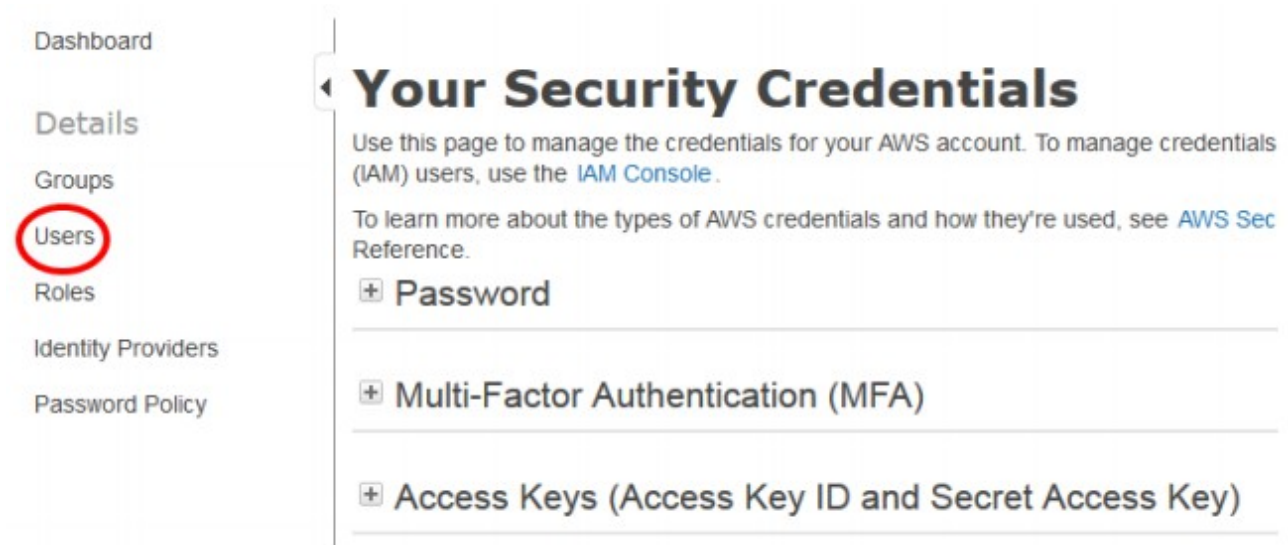 Dashboard
Details
Groups
Users
Roles
Identity Providers
Password Policy
Your Security Credentials
Use this page to manage the credentials for your AWS account. To manage credentials
(IAM) users, use the IAM Console.
To learn more about the types of AWS credentials and how they're used, see AWS Sec
Reference.
Password
Multi-Factor Authentication (MFA)
Access Keys (Access Key ID and Secret Access Key)